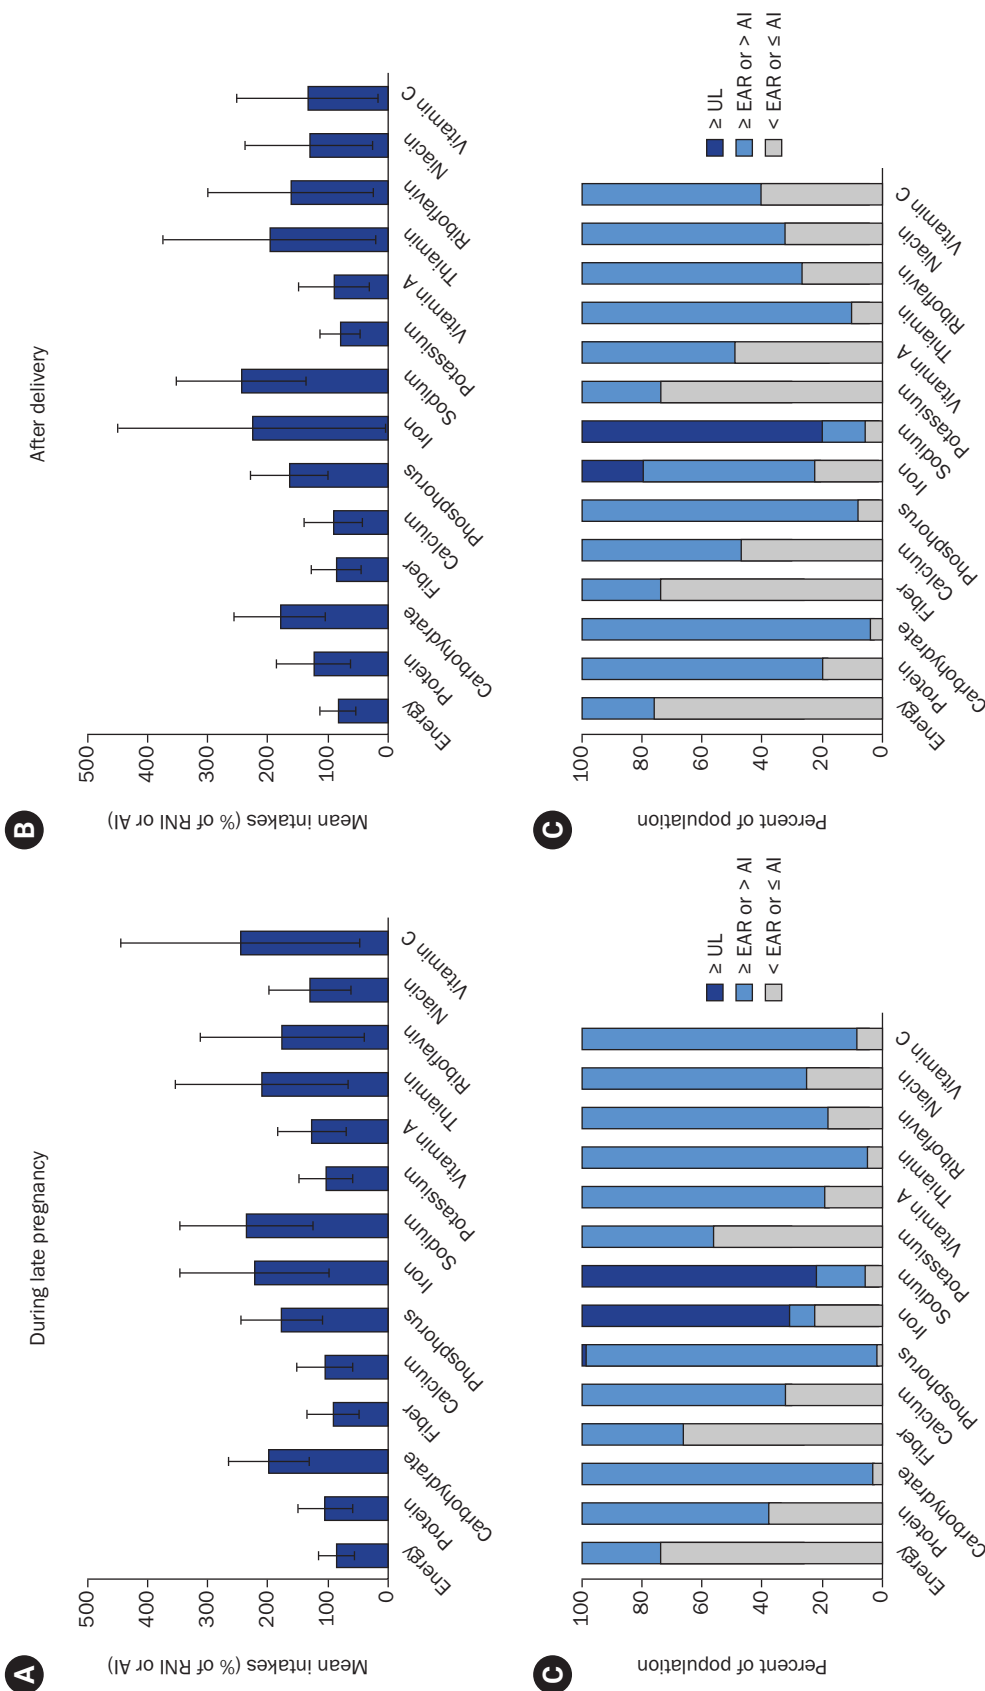 During late pregnancy
A
Mean intakes (% of RNI or AI)
500
400
300
200
100
0
Energy
Protein
Carbohydrate
Fiber
Calcium
Phosphorus
Iron
Sodium
Potassium
Vitamin A
Thiamin
Riboflavin
Niacin
Vitamin C
After delivery
B
Mean intakes (% of RNI or AI)
500
400
300
200
100
0
Energy
Protein
Carbohydrate
Fiber
Calcium
Phosphorus
Iron
Sodium
Potassium
Vitamin A
Thiamin
Riboflavin
Niacin
Vitamin C
C
Percent of population
100
80
60
40
20
0
Energy
Protein
Carbohydrate
Fiber
Calcium
Phosphorus
Iron
Sodium
Potassium
Vitamin A
Thiamin
Riboflavin
Niacin
Vitamin C
≥ UL
≥ EAR or > AI
< EAR or ≤ AI
C
Percent of population
100
80
60
40
20
0
Energy
Protein
Carbohydrate
Fiber
Calcium
Phosphorus
Iron
Sodium
Potassium
Vitamin A
Thiamin
Riboflavin
Niacin
Vitamin C
≥ UL
≥ EAR or > AI
< EAR or ≤ AI